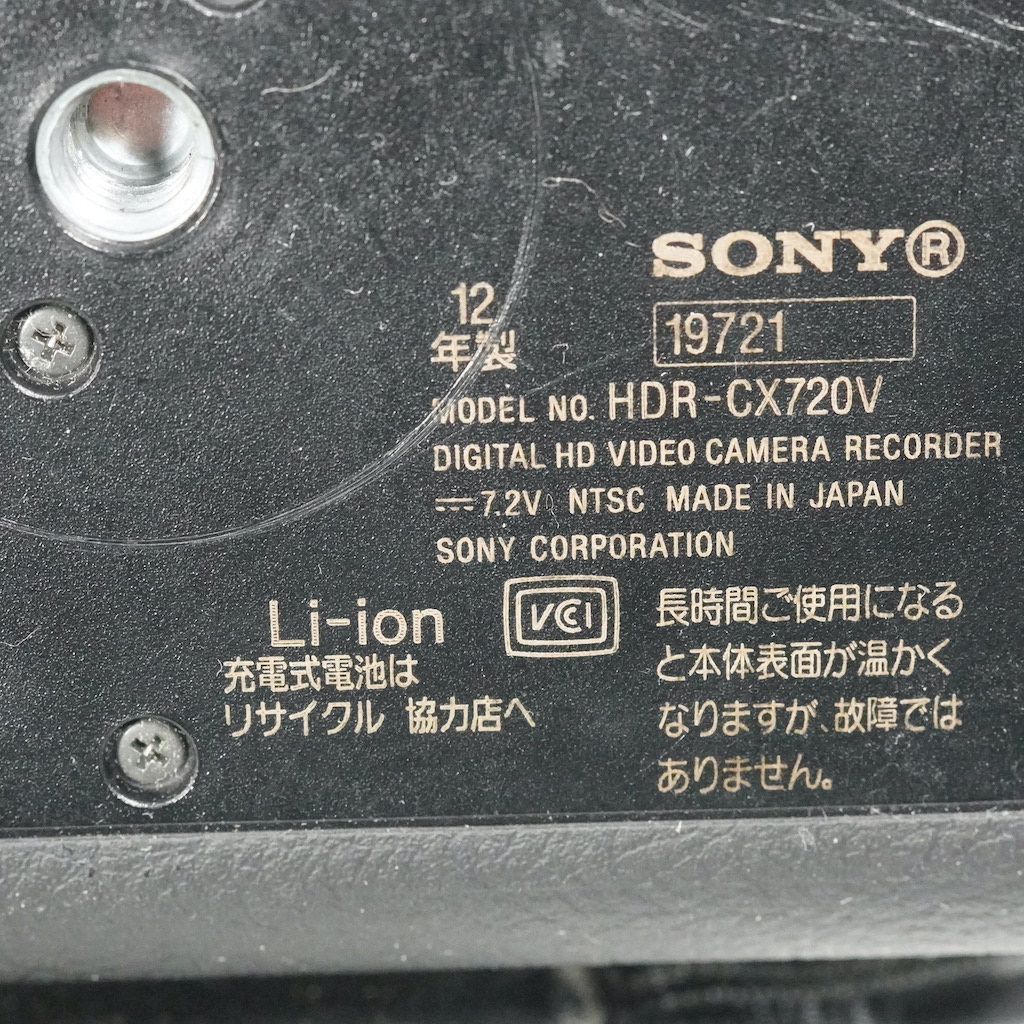 SONY®
12
年製
19721
MODEL NO. HDR-CX720V
DIGITAL HD VIDEO CAMERA RECORDER
⎓7.2V NTSC MADE IN JAPAN
SONY CORPORATION
Li-ion
充電式電池は
リサイクル 協力店へ
VCCI
長時間ご使用になる
と本体表面が温かく
なりますが、故障では
ありません。